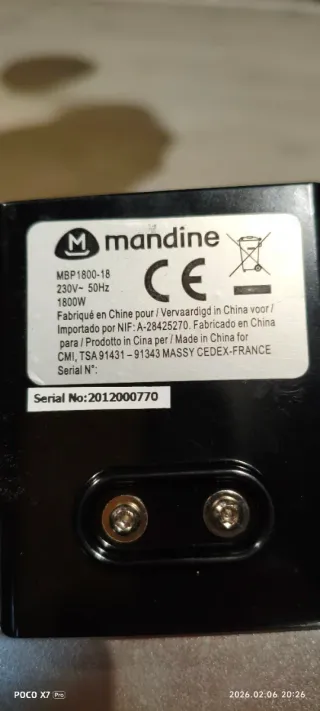 M mandine
MBP1800-18
230V~ 50Hz
1800W
CE
Fabriqué en Chine pour / Vervaardigd in China voor /
Importado por NIF: A-28425270. Fabricado en China
para / Prodotto in Cina per / Made in China for
CMI, TSA 91431 – 91343 MASSY CEDEX-FRANCE
Serial N°:
Serial No:2012000770
POCO X7 Pro
2026.02.06 20:26